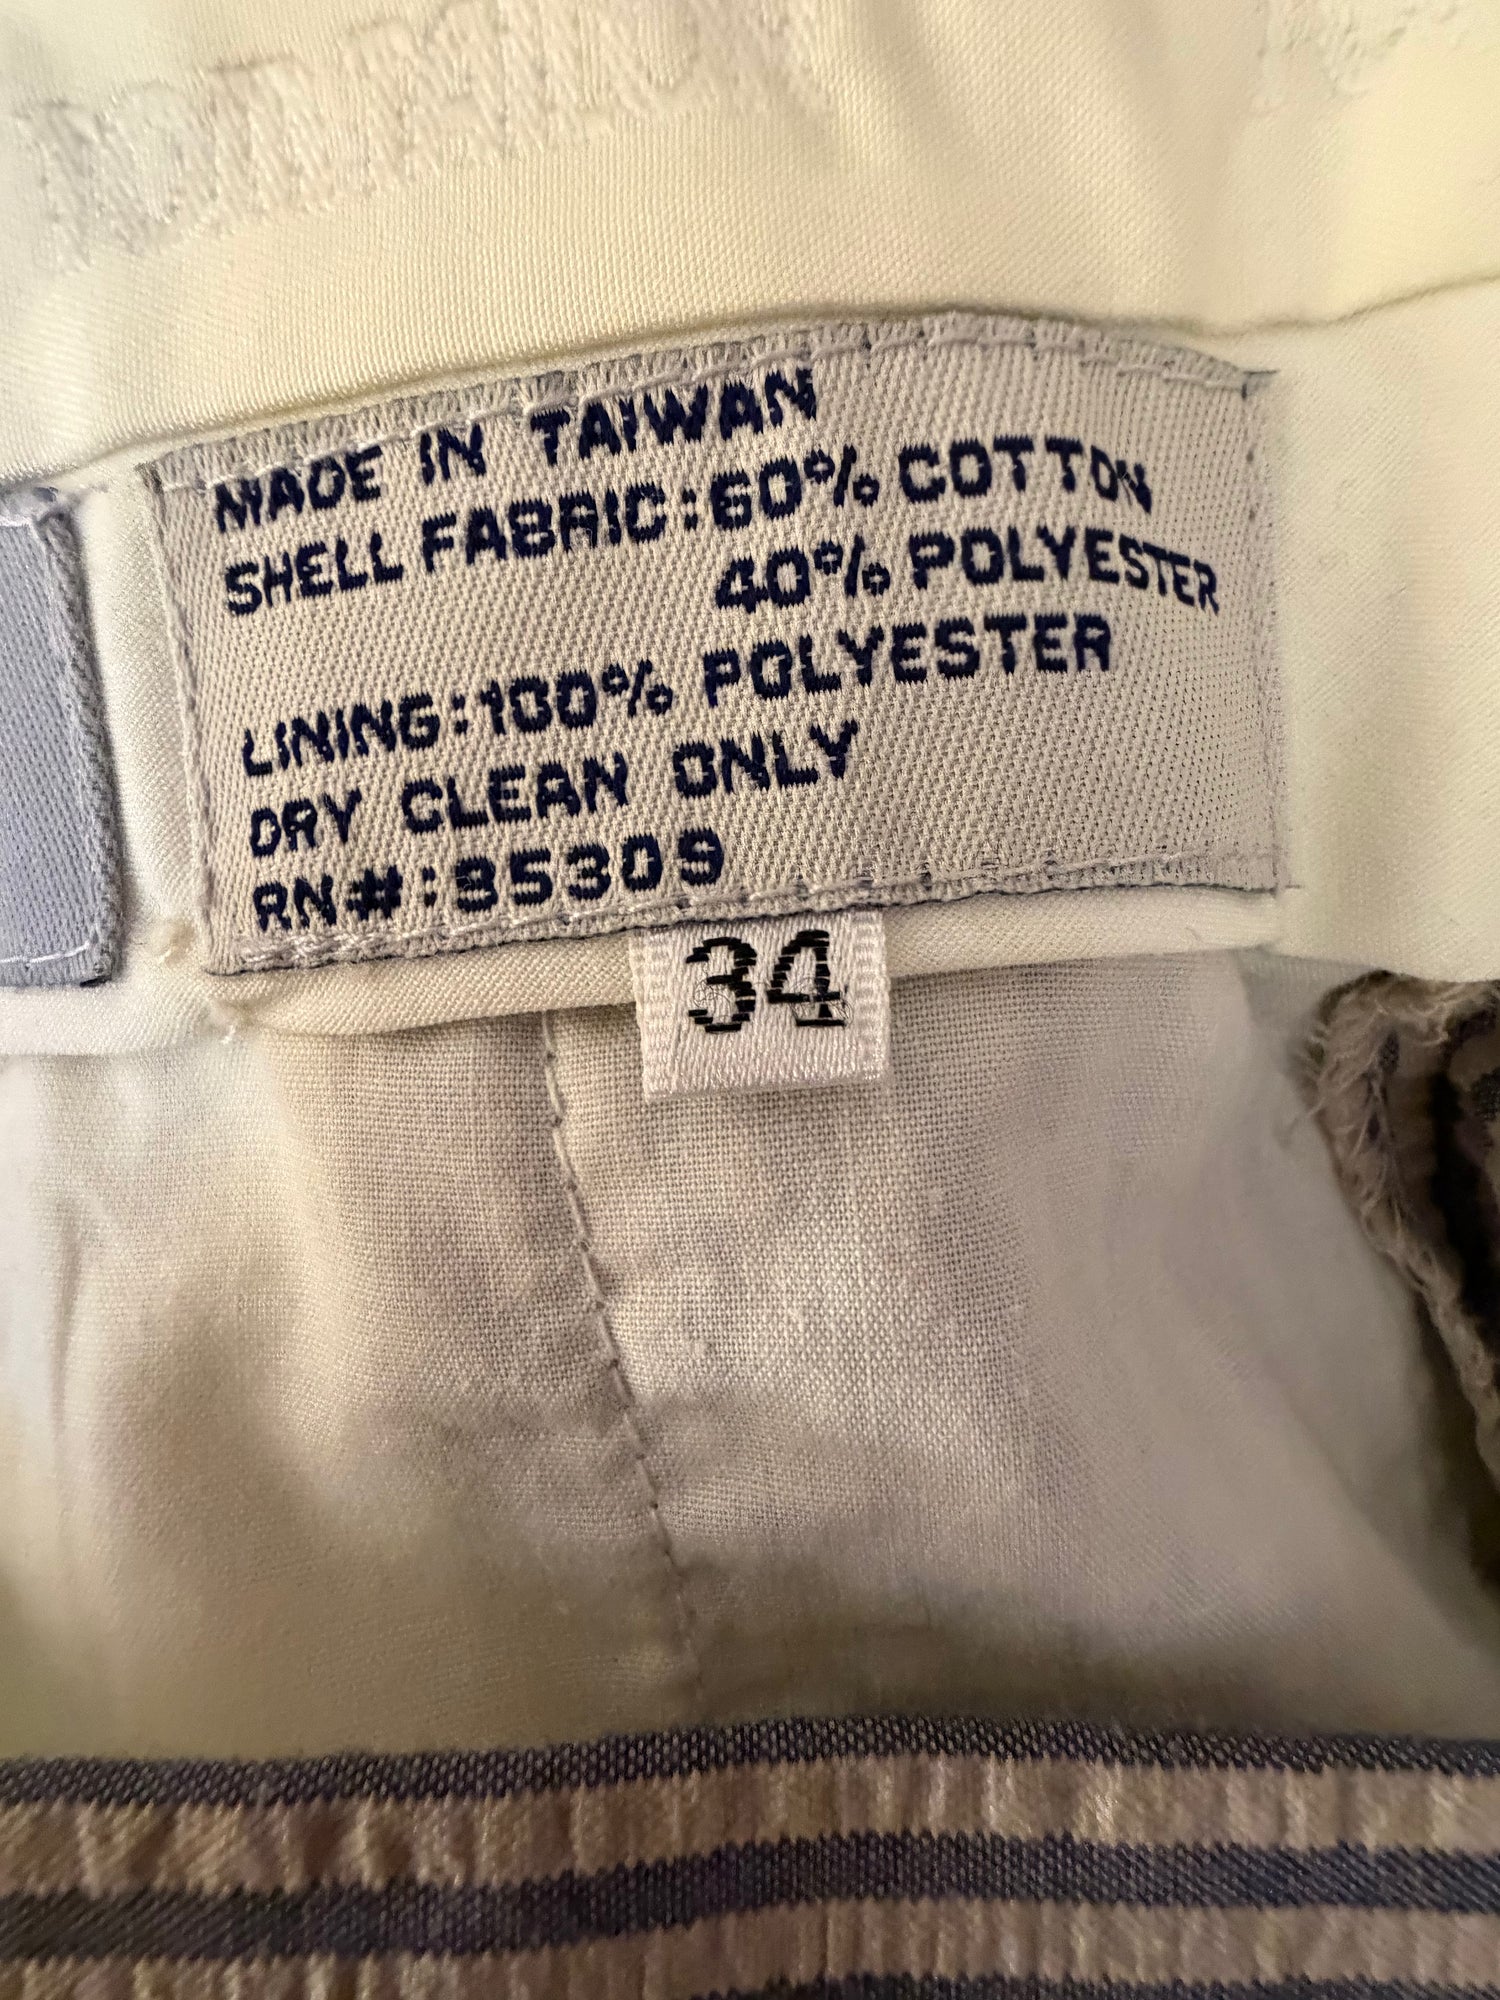 MADE IN TAIWAN
SHELL FABRIC:60% COTTON
40% POLYESTER
LINING:100% POLYESTER
DRY CLEAN ONLY
RN#:85309
34